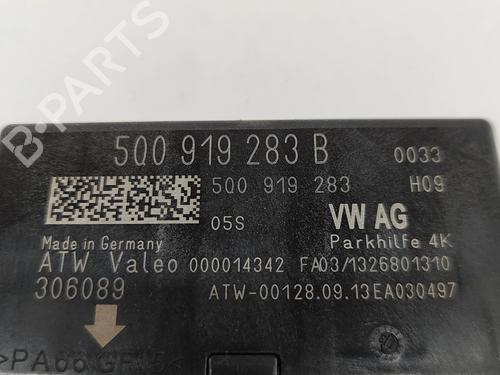 5Q0 919 283 B 0033
5Q0 919 283 H09
05S VW AG
Made in Germany Parkhilfe 4K
ATW Valeo 000014342 FA03/1326801310
306089 ATW-00128.09.13EA030497
B-PARTS